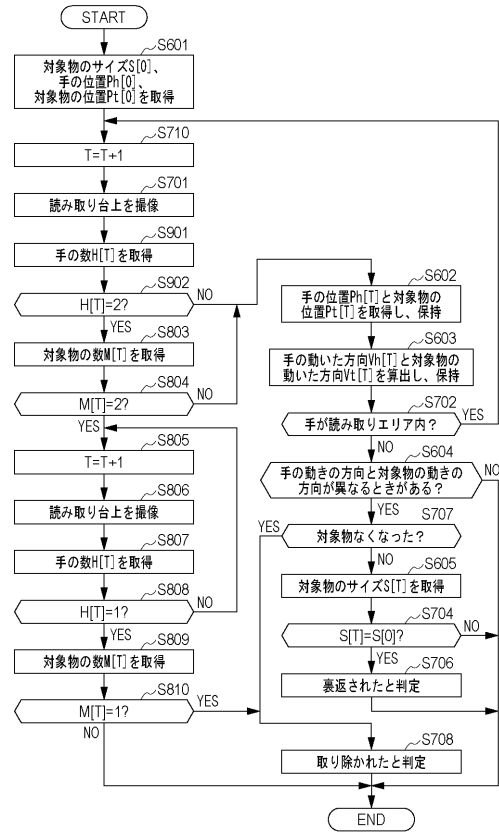 START
S601
対象物のサイズS[0]、
手の位置Ph[0]、
対象物の位置Pt[0]を取得
S710
T=T+1
S701
読み取り台上を撮像
S901
手の数H[T]を取得
S902
H[T]=2?
NO
YES
S803
対象物の数M[T]を取得
S804
M[T]=2?
NO
YES
S805
T=T+1
S806
読み取り台上を撮像
S807
手の数H[T]を取得
S808
H[T]=1?
NO
YES
S809
対象物の数M[T]を取得
S810
M[T]=1?
YES
NO
S602
手の位置Ph[T]と対象物の
位置Pt[T]を取得し、保持
S603
手の動いた方向Vh[T]と対象物の
動いた方向Vt[T]を算出し、保持
S702
手が読み取りエリア内?
YES
NO
S604
手の動きの方向と対象物の動きの
方向が異なるときがある?
NO
YES
S707
対象物なくなった?
YES
NO
S605
対象物のサイズS[T]を取得
S704
S[T]=S[0]?
NO
YES
S706
裏返されたと判定
S708
取り除かれたと判定
END